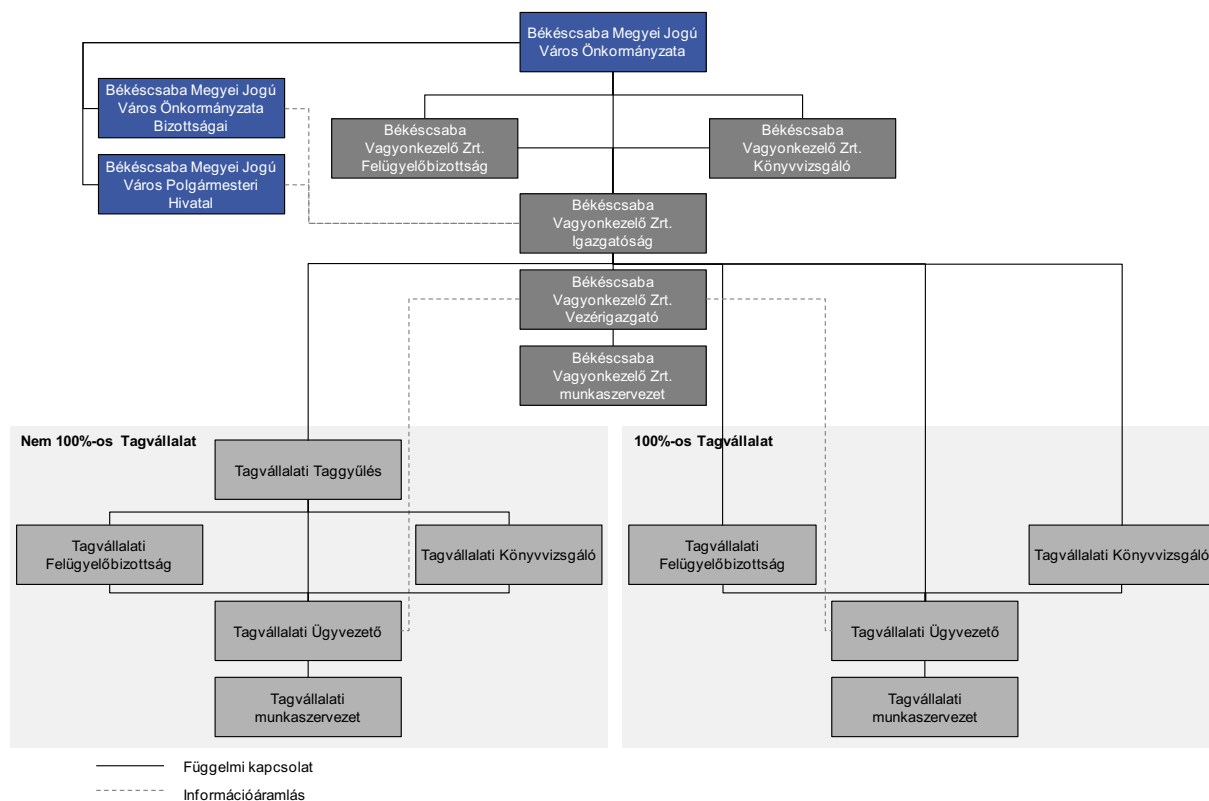 Békéscsaba Megyei Jogú
Város Önkormányzata
Békéscsaba Megyei Jogú
Város Önkormányzata
Bizottságai
Békéscsaba Megyei Jogú
Város Polgármesteri
Hivatal
Békéscsaba
Vagyonkezelő Zrt.
Felügyelőbizottság
Békéscsaba
Vagyonkezelő Zrt.
Könyvvizsgáló
Békéscsaba
Vagyonkezelő Zrt.
Igazgatóság
Békéscsaba
Vagyonkezelő Zrt.
Vezérigazgató
Békéscsaba
Vagyonkezelő Zrt.
munkaszervezet
Nem 100%-os Tagvállalat
Tagvállalati Taggyűlés
Tagvállalati
Felügyelőbizottság
Tagvállalati Könyvvizsgáló
Tagvállalati Ügyvezető
Tagvállalati
munkaszervezet
100%-os Tagvállalat
Tagvállalati
Felügyelőbizottság
Tagvállalati Könyvvizsgáló
Tagvállalati Ügyvezető
Tagvállalati
munkaszervezet
Függelmi kapcsolat
Információáramlás